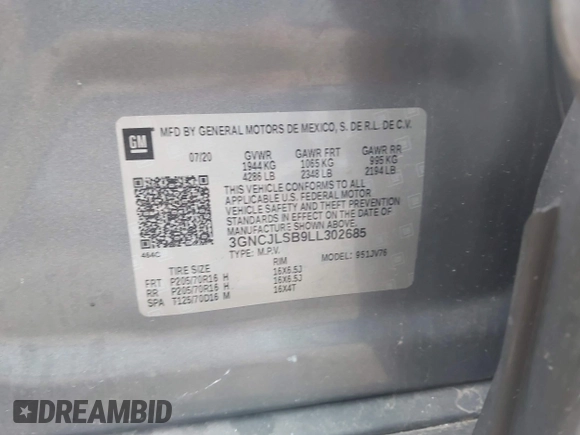 GM
MFD BY GENERAL MOTORS DE MEXICO, S. DE R.L. DE C.V.
07/20 GVWR GAWR FRT GAWR RR
1944 KG 1065 KG 995 KG
4286 LB 2348 LB 2194 LB
THIS VEHICLE CONFORMS TO ALL
APPLICABLE U.S. FEDERAL MOTOR
VEHICLE SAFETY AND THEFT PREVENTION
STANDARDS IN EFFECT ON THE DATE OF
MANUFACTURE SHOWN ABOVE.
3GNCJLSB9LL302685
464C
TYPE: M.P.V. MODEL: 951JV76
TIRE SIZE RIM
FRT P205/70R16 H 16X6.5J
RR P205/70R16 H 16X6.5J
SPA T125/70D16 M 16X4T
DREAMBID